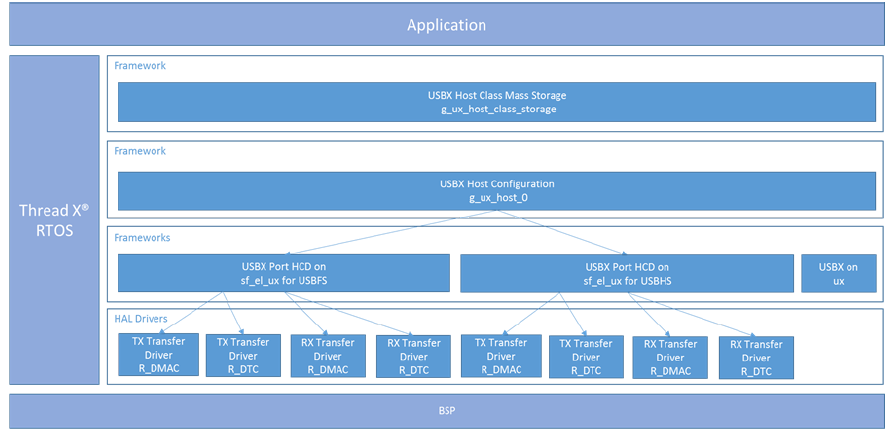 Application
Thread X®
RTOS
Framework
USBX Host Class Mass Storage
g_ux_host_class_storage
Framework
USBX Host Configuration
g_ux_host_0
Frameworks
USBX Port HCD on
sf_el_ux for USBFS
USBX Port HCD on
sf_el_ux for USBHS
USBX on
ux
HAL Drivers
TX Transfer
Driver
R_DMAC
TX Transfer
Driver
R_DTC
RX Transfer
Driver
R_DMAC
RX Transfer
Driver
R_DTC
TX Transfer
Driver
R_DMAC
TX Transfer
Driver
R_DTC
RX Transfer
Driver
R_DMAC
RX Transfer
Driver
R_DTC
BSP